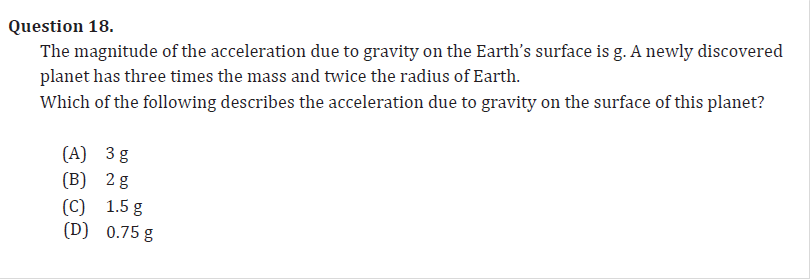 Question 18.
The magnitude of the acceleration due to gravity on the Earth’s surface is g. A newly discovered
planet has three times the mass and twice the radius of Earth.
Which of the following describes the acceleration due to gravity on the surface of this planet?
(A) 3 g
(B) 2 g
(C) 1.5 g
(D) 0.75 g